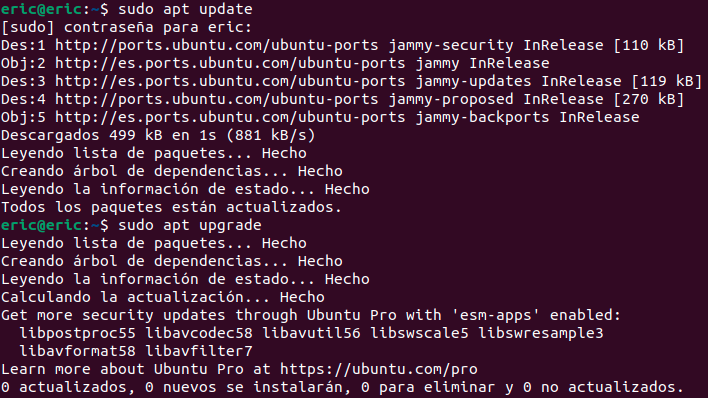 eric@eric:~$ sudo apt update
[sudo] contraseña para eric:
Des:1 http://ports.ubuntu.com/ubuntu-ports jammy-security InRelease [110 kB]
Obj:2 http://es.ports.ubuntu.com/ubuntu-ports jammy InRelease
Des:3 http://es.ports.ubuntu.com/ubuntu-ports jammy-updates InRelease [119 kB]
Des:4 http://es.ports.ubuntu.com/ubuntu-ports jammy-proposed InRelease [270 kB]
Obj:5 http://es.ports.ubuntu.com/ubuntu-ports jammy-backports InRelease
Descargados 499 kB en 1s (881 kB/s)
Leyendo lista de paquetes... Hecho
Creando árbol de dependencias... Hecho
Leyendo la información de estado... Hecho
Todos los paquetes están actualizados.
eric@eric:~$ sudo apt upgrade
Leyendo lista de paquetes... Hecho
Creando árbol de dependencias... Hecho
Leyendo la información de estado... Hecho
Calculando la actualización... Hecho
Get more security updates through Ubuntu Pro with 'esm-apps' enabled:
  libpostproc55 libavcodec58 libavutil56 libswscale5 libswresample3
  libavformat58 libavfilter7
Learn more about Ubuntu Pro at https://ubuntu.com/pro
0 actualizados, 0 nuevos se instalarán, 0 para eliminar y 0 no actualizados.